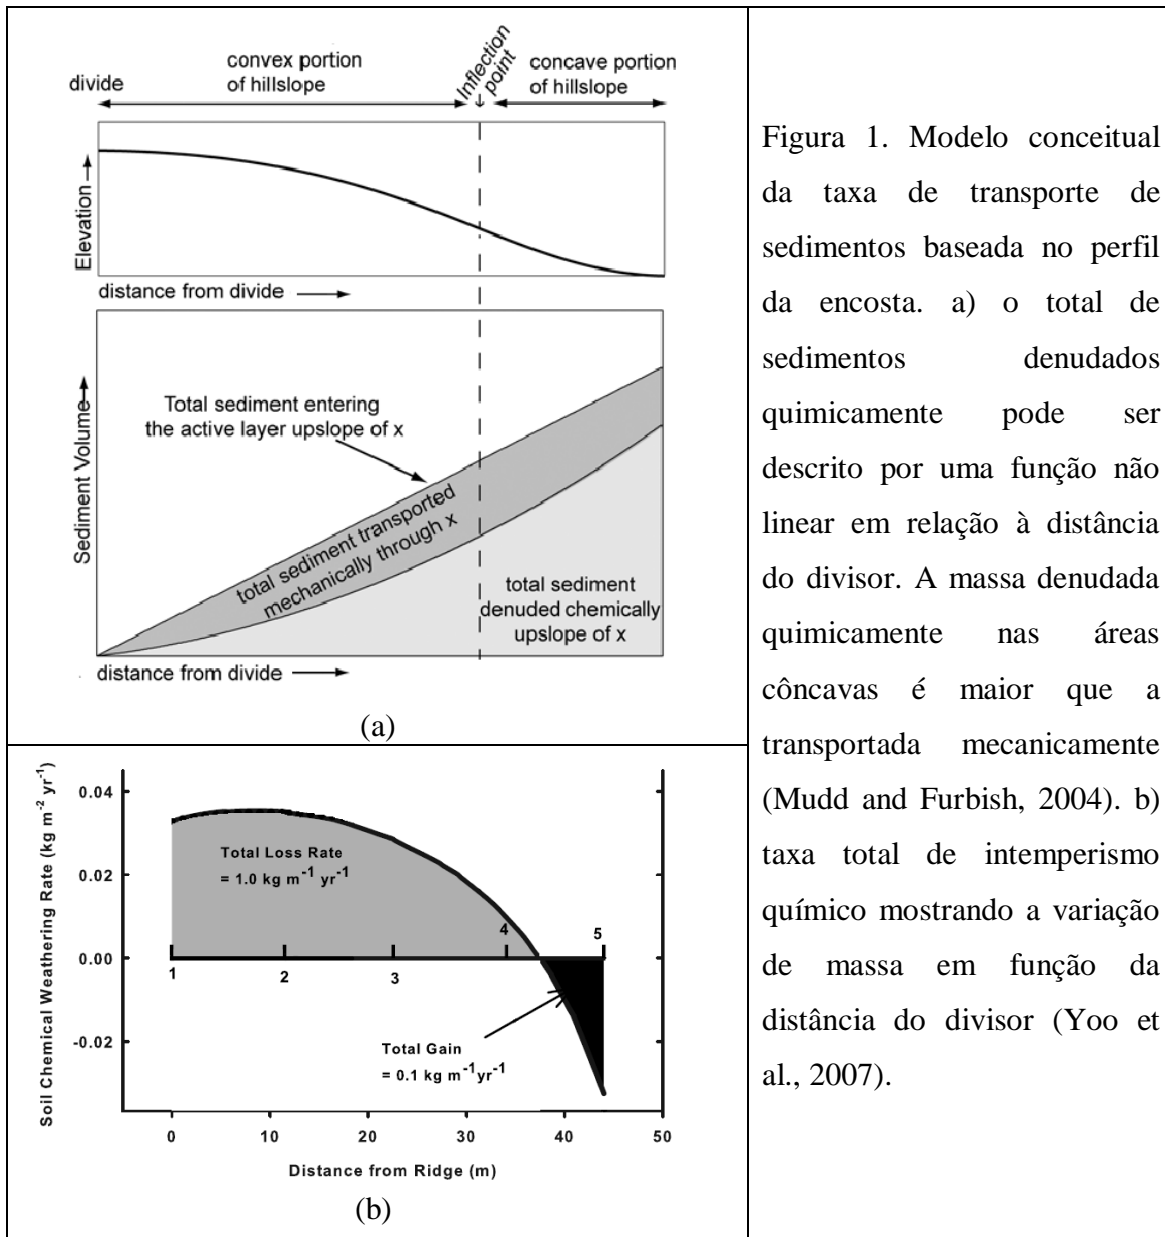 divide
convex portion
of hillslope
Inflection
point
concave portion
of hillslope
Elevation
distance from divide
Sediment Volume
Total sediment entering
the active layer upslope of x
total sediment transported
mechanically through x
total sediment
denuded chemically
upslope of x
distance from divide
(a)
Soil Chemical Weathering Rate (kg m⁻² yr⁻¹)
0.04
0.02
0.00
-0.02
Total Loss Rate
= 1.0 kg m⁻¹ yr⁻¹
1
2
3
4
5
Total Gain
= 0.1 kg m⁻¹yr⁻¹
0
10
20
30
40
50
Distance from Ridge (m)
(b)
Figura 1. Modelo conceitual
da taxa de transporte de
sedimentos baseada no perfil
da encosta. a) o total de
sedimentos denudados
quimicamente pode ser
descrito por uma função não
linear em relação à distância
do divisor. A massa denudada
quimicamente nas áreas
côncavas é maior que a
transportada mecanicamente
(Mudd and Furbish, 2004). b)
taxa total de intemperismo
químico mostrando a variação
de massa em função da
distância do divisor (Yoo et
al., 2007).